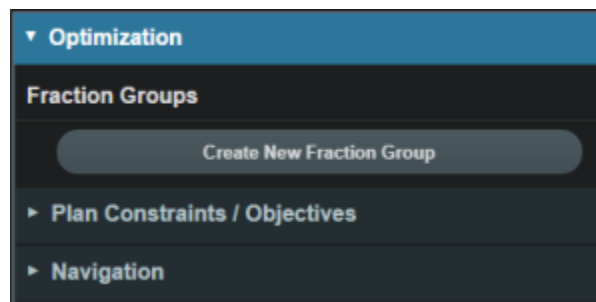 Optimization
Fraction Groups
Create New Fraction Group
Plan Constraints / Objectives
Navigation